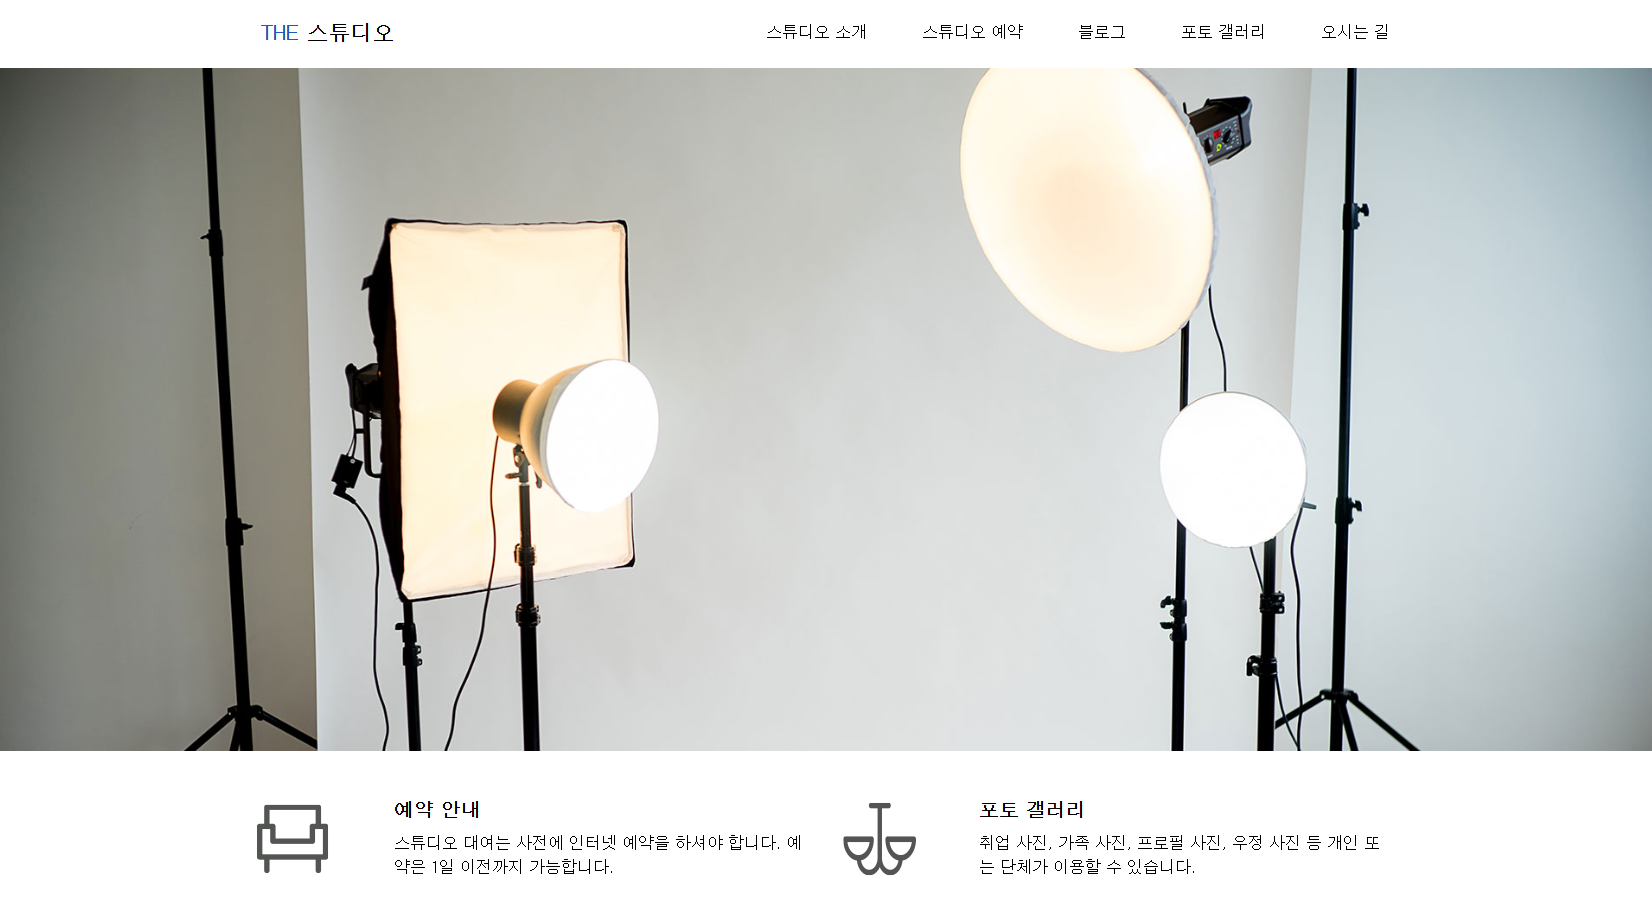 THE 스튜디오
스튜디오 소개
스튜디오 예약
블로그
포토 갤러리
오시는 길
예약 안내
스튜디오 대여는 사전에 인터넷 예약을 하셔야 합니다. 예
약은 1일 이전까지 가능합니다.
포토 갤러리
취업 사진, 가족 사진, 프로필 사진, 우정 사진 등 개인 또
는 단체가 이용할 수 있습니다.